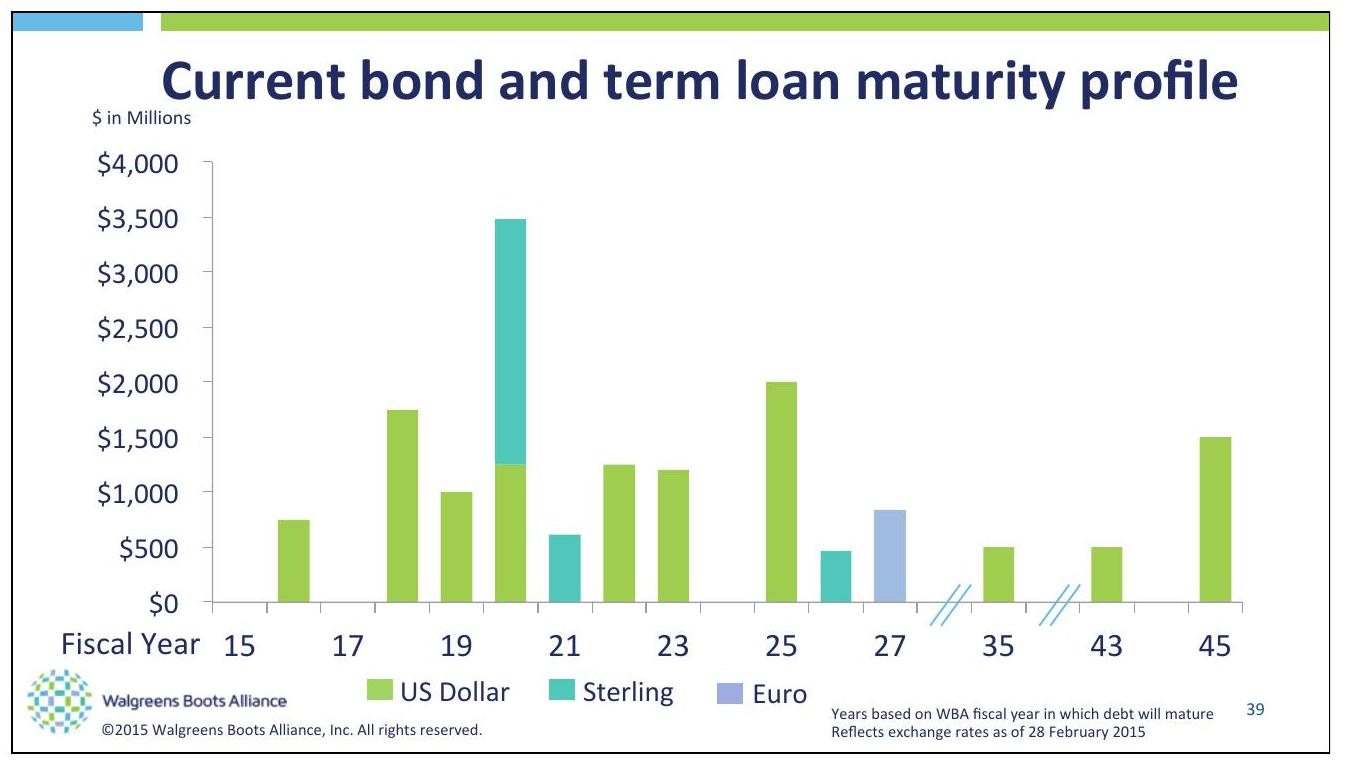 Current bond and term loan maturity profile
$ in Millions
$4,000
$3,500
$3,000
$2,500
$2,000
$1,500
$1,000
$500
$0
Fiscal Year 15 17 19 21 23 25 27 35 43 45
US Dollar Sterling Euro
Walgreens Boots Alliance
©2015 Walgreens Boots Alliance, Inc. All rights reserved.
Years based on WBA fiscal year in which debt will mature
Reflects exchange rates as of 28 February 2015
39